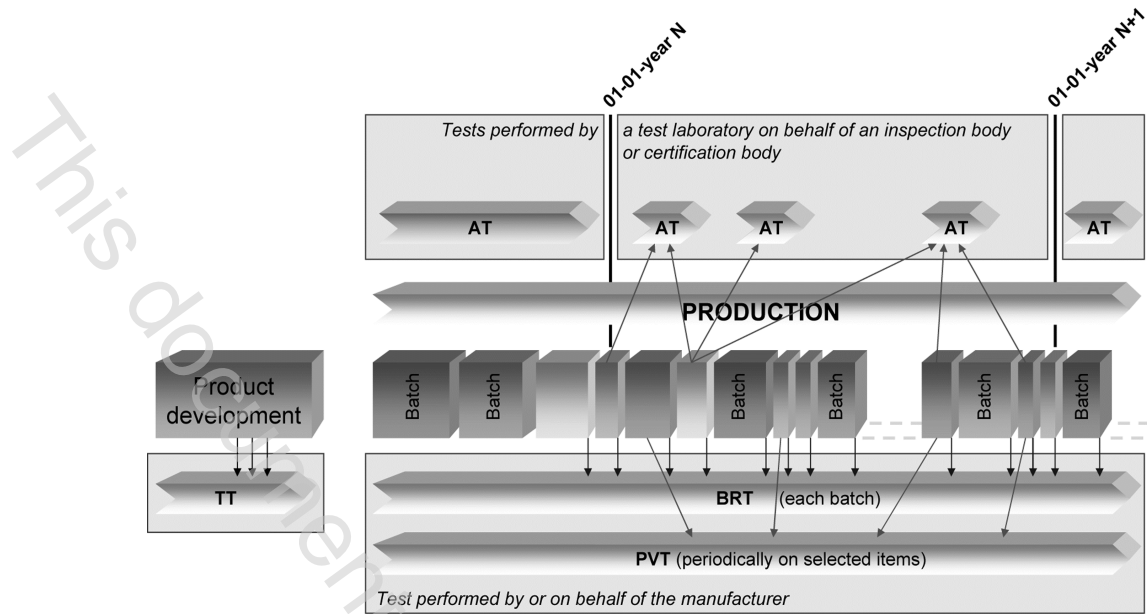 01-01-year N
01-01-year N+1
Tests performed by
a test laboratory on behalf of an inspection body
or certification body
AT
AT
AT
AT
AT
PRODUCTION
Product
development
Batch
Batch
Batch
Batch
Batch
Batch
TT
BRT (each batch)
PVT (periodically on selected items)
Test performed by or on behalf of the manufacturer
This document